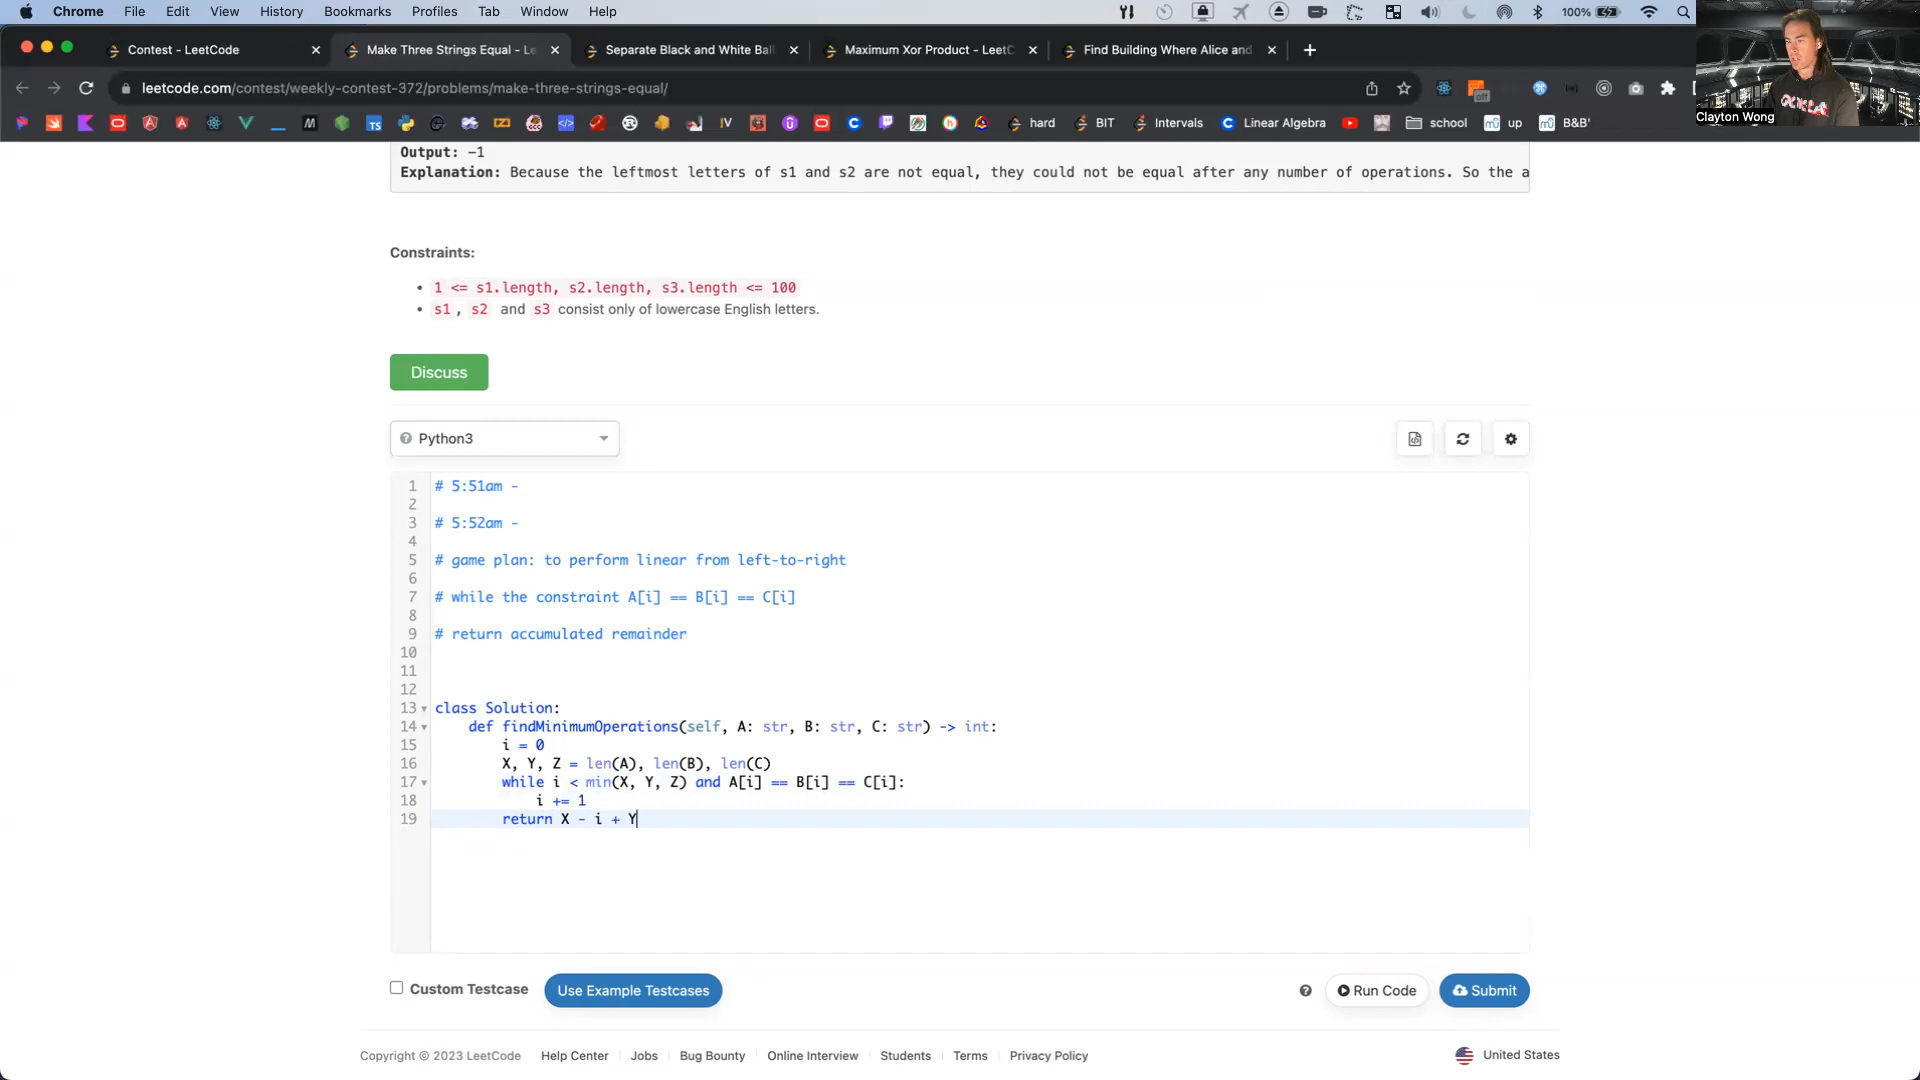 Chrome File Edit View History Bookmarks Profiles Tab Window Help 100%
Contest - LeetCode Make Three Strings Equal - Le Separate Black and White Ball Maximum Xor Product - LeetC Find Building Where Alice and
leetcode.com/contest/weekly-contest-372/problems/make-three-strings-equal/ off
TS IV hard BIT Intervals Linear Algebra school up B&B'
Clayton Wong
Output: -1
Explanation: Because the leftmost letters of s1 and s2 are not equal, they could not be equal after any number of operations. So the a
Constraints:
1 <= s1.length, s2.length, s3.length <= 100
s1 , s2 and s3 consist only of lowercase English letters.
Discuss
Python3
1 # 5:51am -
2
3 # 5:52am -
4
5 # game plan: to perform linear from left-to-right
6
7 # while the constraint A[i] == B[i] == C[i]
8
9 # return accumulated remainder
10
11
12
13 class Solution:
14 def findMinimumOperations(self, A: str, B: str, C: str) -> int:
15 i = 0
16 X, Y, Z = len(A), len(B), len(C)
17 while i < min(X, Y, Z) and A[i] == B[i] == C[i]:
18 i += 1
19 return X - i + Y
Custom Testcase Use Example Testcases Run Code Submit
Copyright © 2023 LeetCode Help Center Jobs Bug Bounty Online Interview Students Terms Privacy Policy United States